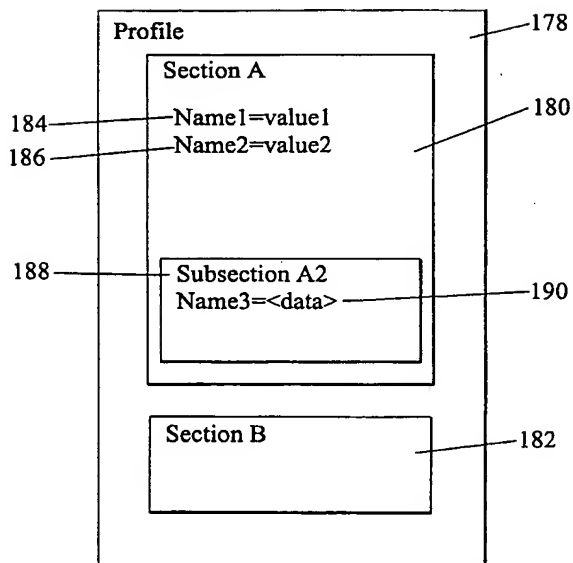 Profile
178
Section A
184
Name1=value1
180
186
Name2=value2
188
Subsection A2
Name3=<data>
190
Section B
182